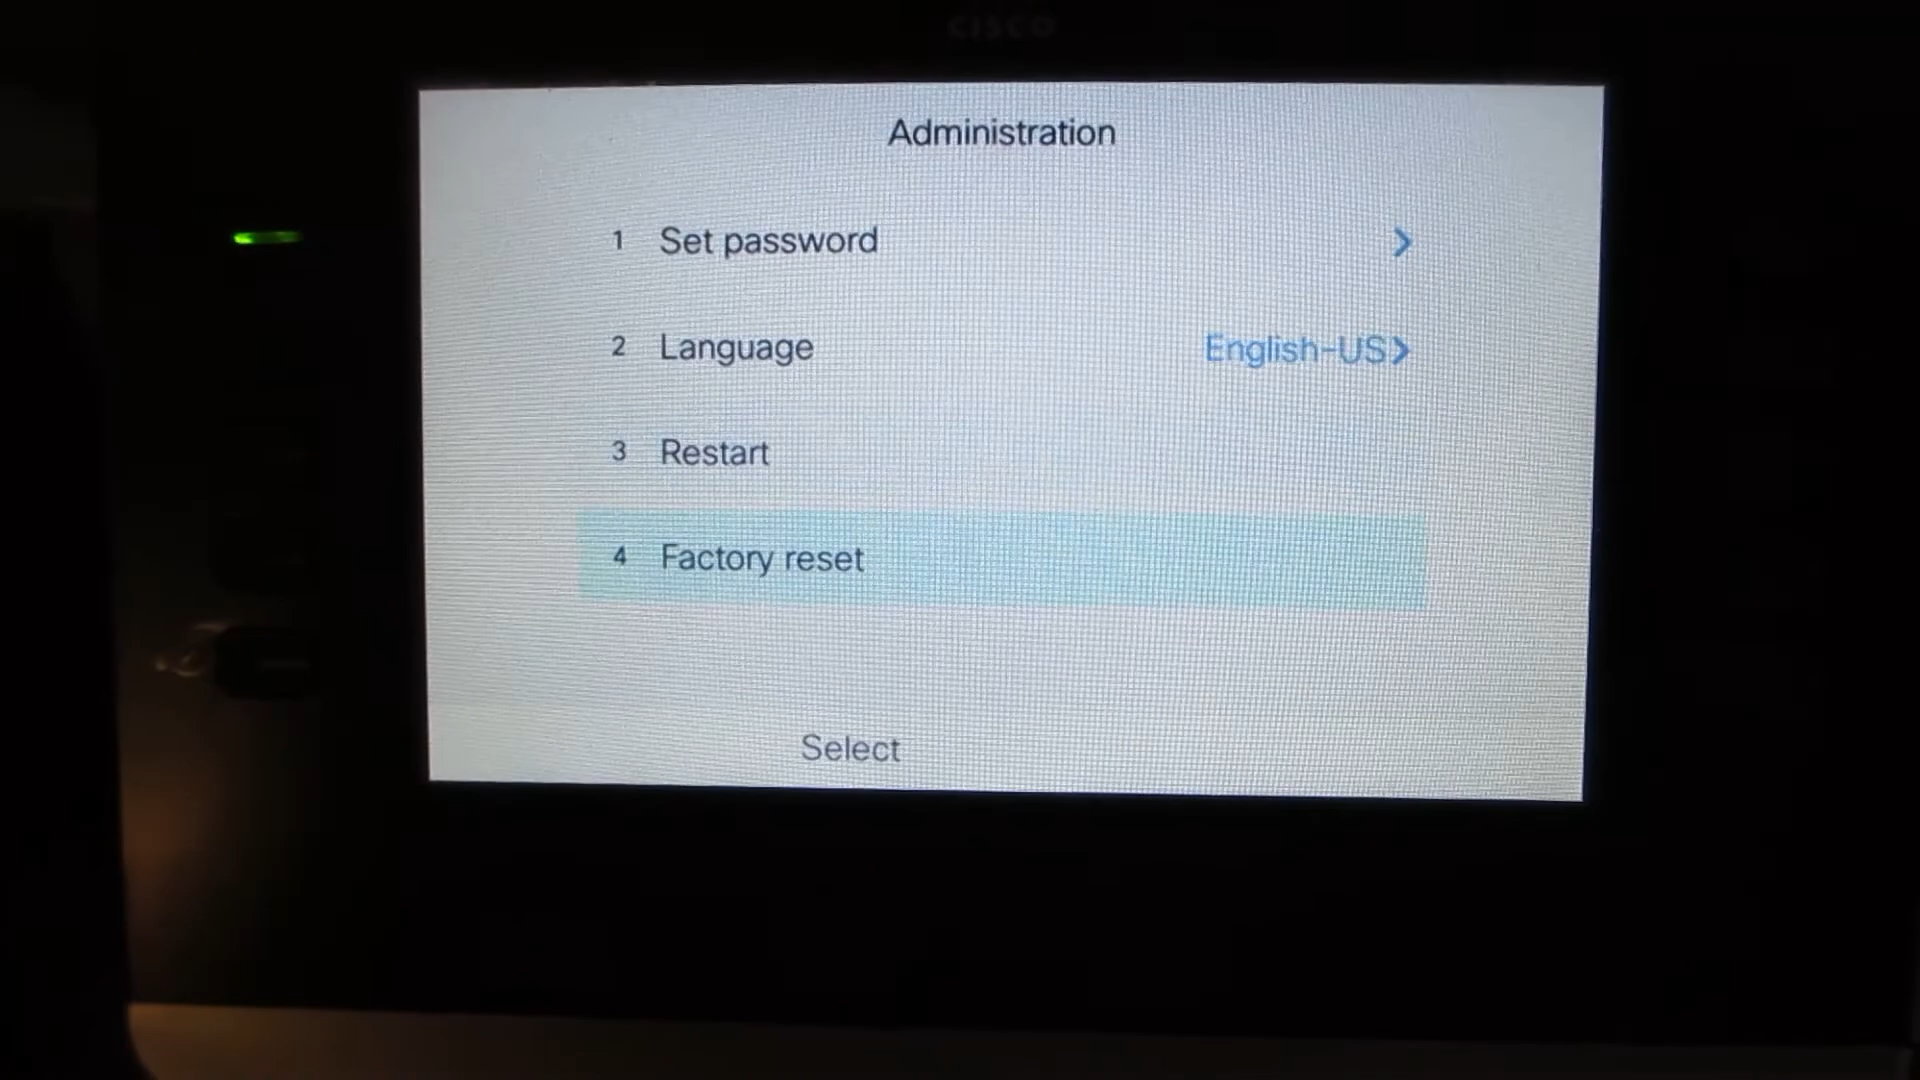 CISCO
Administration
1 Set password >
2 Language English-US>
3 Restart
4 Factory reset
Select